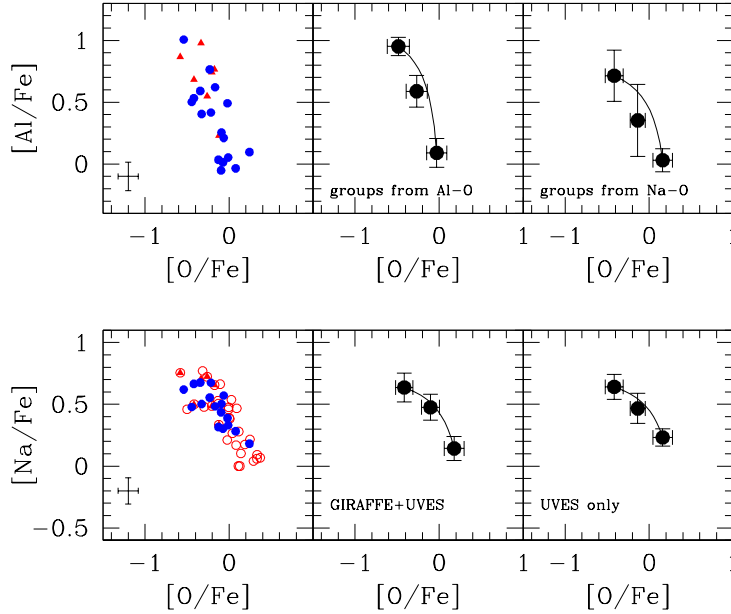 [Al/Fe]
1
0.5
0
groups from Al-O
groups from Na-O
-1 0 -1 0 1 -1 0 1
[O/Fe] [O/Fe] [O/Fe]
[Na/Fe]
1
0.5
0
-0.5
GIRAFFE+UVES
UVES only
-1 0 -1 0 1 -1 0 1
[O/Fe] [O/Fe] [O/Fe]